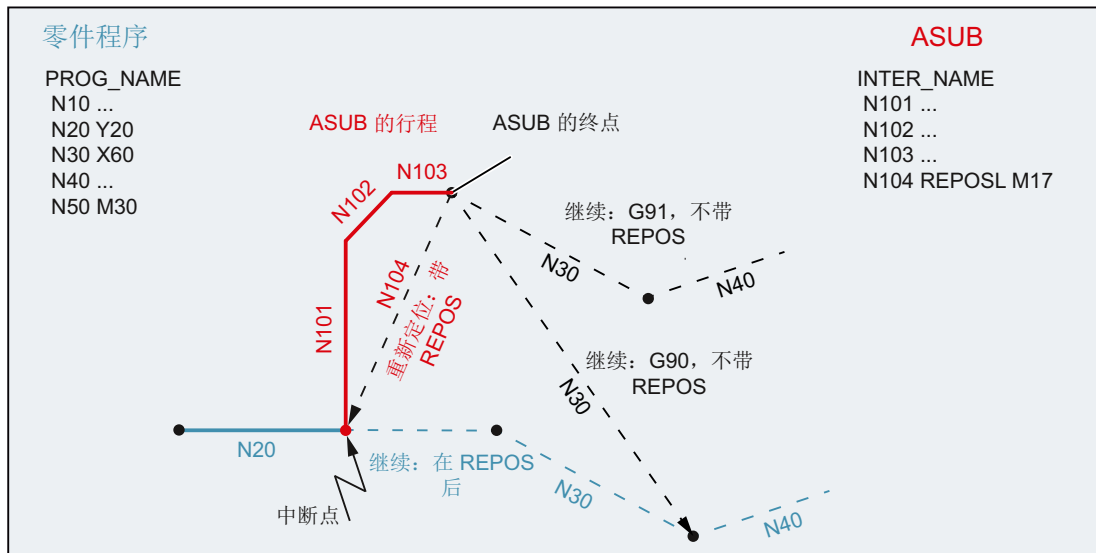 零件程序
PROG_NAME
N10 ...
N20 Y20
N30 X60
N40 ...
N50 M30
ASUB
INTER_NAME
N101 ...
N102 ...
N103 ...
N104 REPOSL M17
ASUB 的行程
ASUB 的终点
N103
N102
N101
N104
重新定位：带
REPOS
继续：G91，不带
REPOS
N30
N40
继续：G90，不带
REPOS
N30
N20
继续：在 REPOS
后
N30
N40
中断点